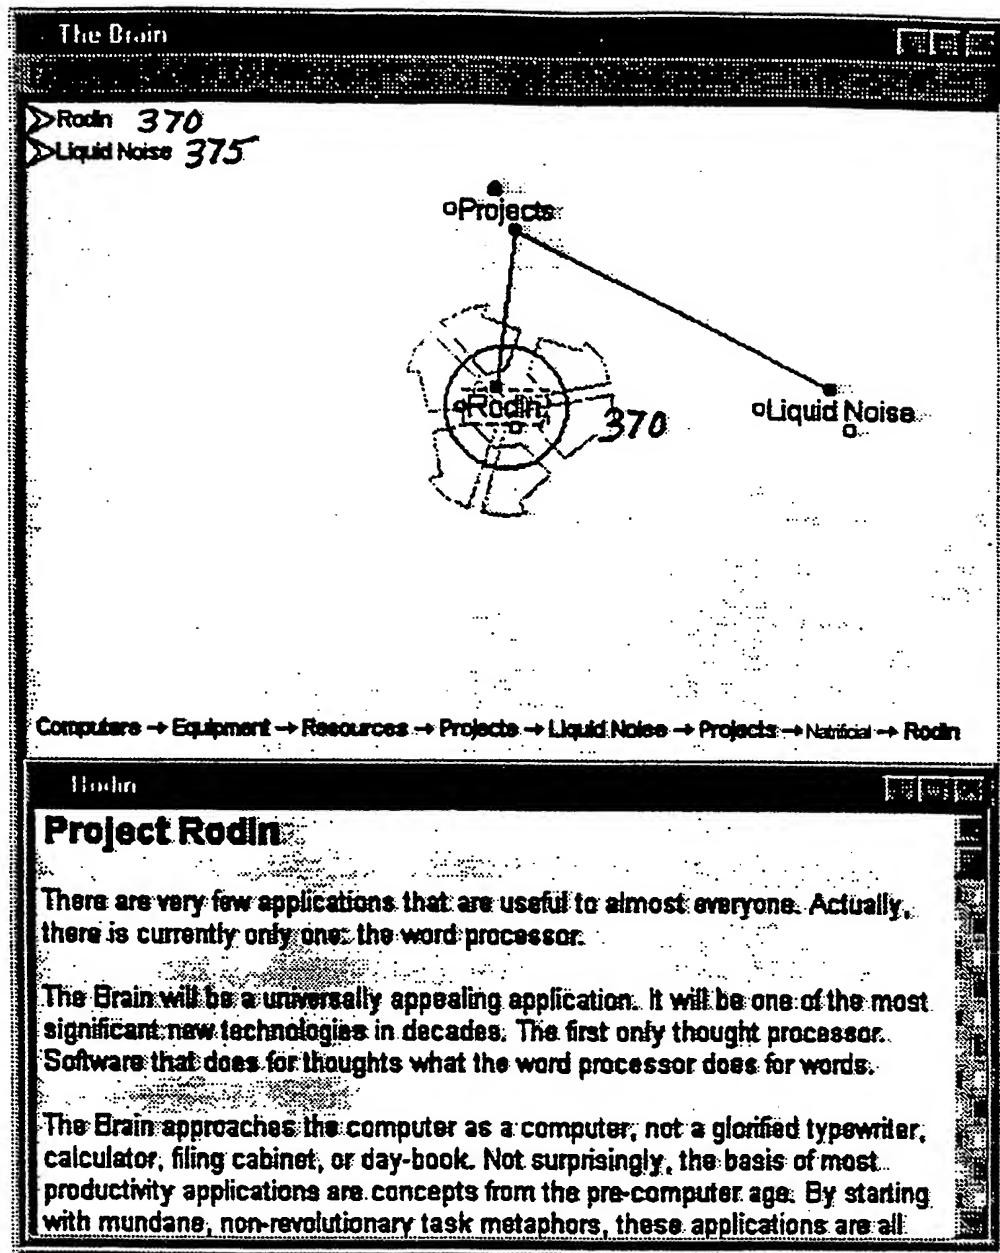 The Brain
Rodin 370
Liquid Noise 375
Projects
Rodin
370
Liquid Noise
Computers → Equipment → Resources → Projects → Liquid Noise → Projects → Natrificial → Rodin
Rodin
Project Rodin
There are very few applications that are useful to almost everyone. Actually,
there is currently only one: the word processor.
The Brain will be a universally appealing application. It will be one of the most
significant new technologies in decades. The first only thought processor.
Software that does for thoughts what the word processor does for words.
The Brain approaches the computer as a computer, not a glorified typewriter,
calculator, filing cabinet, or day-book. Not surprisingly, the basis of most
productivity applications are concepts from the pre-computer age. By starting
with mundane, non-revolutionary task metaphors, these applications are all